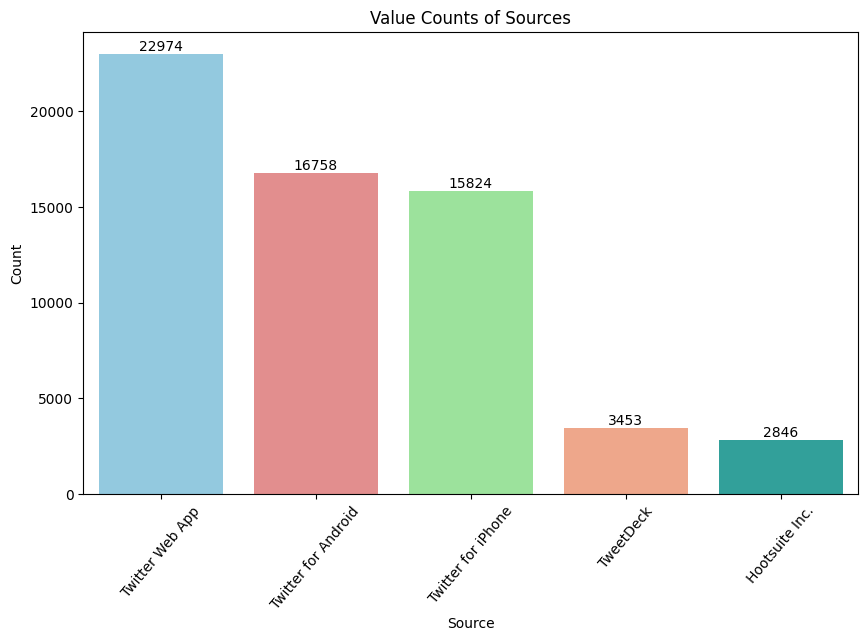 Value Counts of Sources
22974
16758
15824
3453
2846
20000
15000
10000
5000
0
Count
Twitter Web App
Twitter for Android
Twitter for iPhone
TweetDeck
Hootsuite Inc.
Source